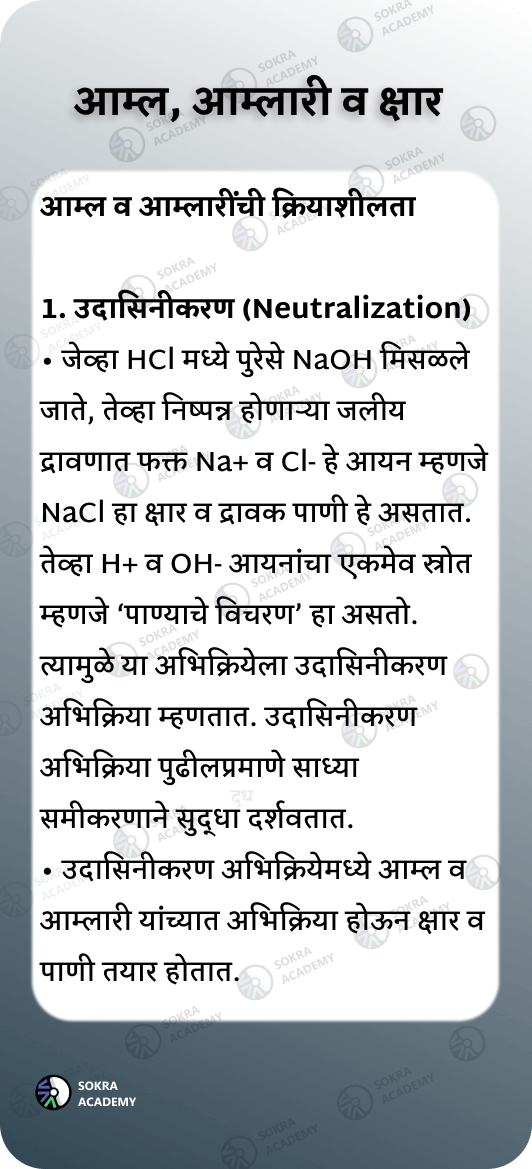 आम्ल, आम्लारी व क्षार
आम्ल व आम्लारींची क्रियाशीलता
1. उदासिनीकरण (Neutralization)
• जेव्हा HCl मध्ये पुरेसे NaOH मिसळले
जाते, तेव्हा निष्पन्न होणाऱ्या जलीय
द्रावणात फक्त Na+ व Cl- हे आयन म्हणजे
NaCl हा क्षार व द्रावक पाणी हे असतात.
तेव्हा H+ व OH- आयनांचा एकमेव स्रोत
म्हणजे ‘पाण्याचे विचरण’ हा असतो.
त्यामुळे या अभिक्रियेला उदासिनीकरण
अभिक्रिया म्हणतात. उदासिनीकरण
अभिक्रिया पुढीलप्रमाणे साध्या
समीकरणाने सुद्धा दर्शवतात.
• उदासिनीकरण अभिक्रियेमध्ये आम्ल व
आम्लारी यांच्यात अभिक्रिया होऊन क्षार व
पाणी तयार होतात.
SOKRA
ACADEMY